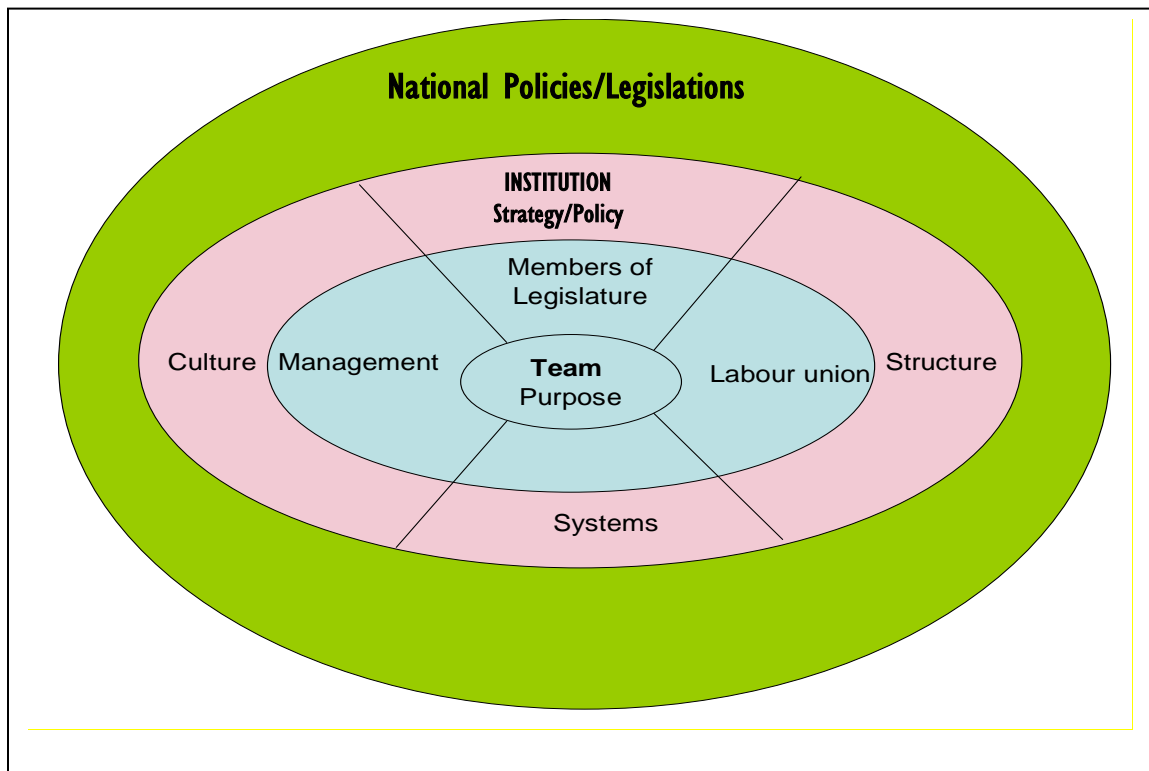 National Policies/Legislations
INSTITUTION
Strategy/Policy
Members of
Legislature
Culture
Management
Team
Purpose
Labour union
Structure
Systems